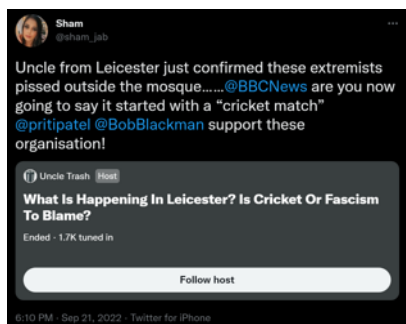 Sham
@sham_jab
Uncle from Leicester just confirmed these extremists
pissed outside the mosque......@BBCNews are you now
going to say it started with a “cricket match”
@pritipatel @BobBlackman support these
organisation!
Uncle Trash Host
What Is Happening In Leicester? Is Cricket Or Fascism
To Blame?
Ended · 1.7K tuned in
Follow host
6:10 PM · Sep 21, 2022 · Twitter for iPhone